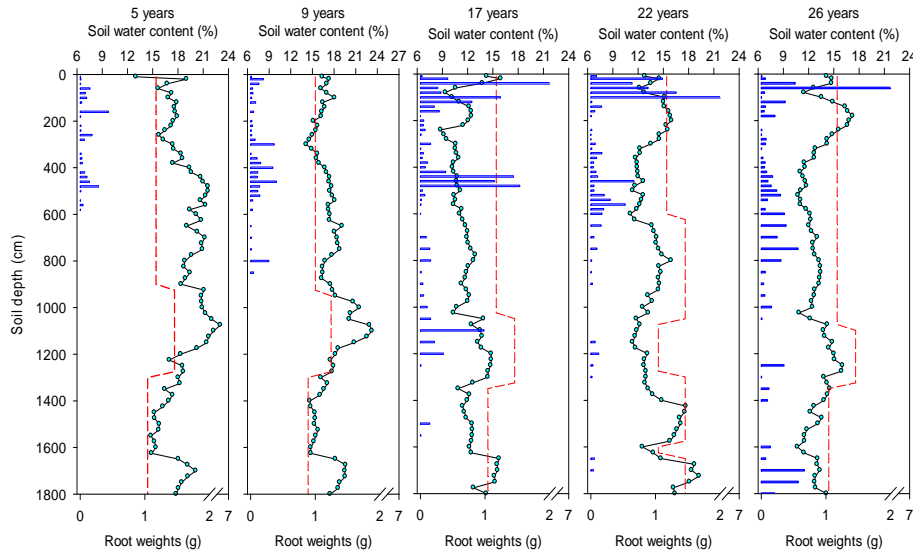 5 years 9 years 17 years 22 years 26 years
Soil water content (%) Soil water content (%) Soil water content (%) Soil water content (%) Soil water content (%)
6 9 12 15 18 21 24 6 9 12 15 18 21 24 6 9 12 15 18 21 24 6 9 12 15 18 21 24 6 9 12 15 18 21 24
0
200
400
600
800
1000
1200
1400
1600
1800
Soil depth (cm)
0 1 2 7 0 1 2 7 0 1 2 7 0 1 2 7 0 1 2 7
Root weights (g) Root weights (g) Root weights (g) Root weights (g) Root weights (g)